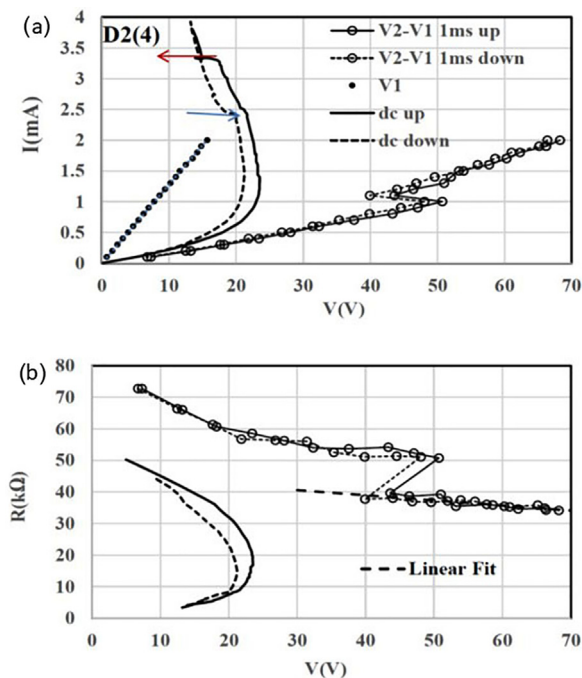 (a)
D2(4)
V2-V1 1ms up
V2-V1 1ms down
V1
dc up
dc down
I(mA)
4
3.5
3
2.5
2
1.5
1
0.5
0
0 10 20 30 40 50 60 70
V(V)
(b)
R(kΩ)
80
70
60
50
40
30
20
10
0
Linear Fit
0 10 20 30 40 50 60 70
V(V)